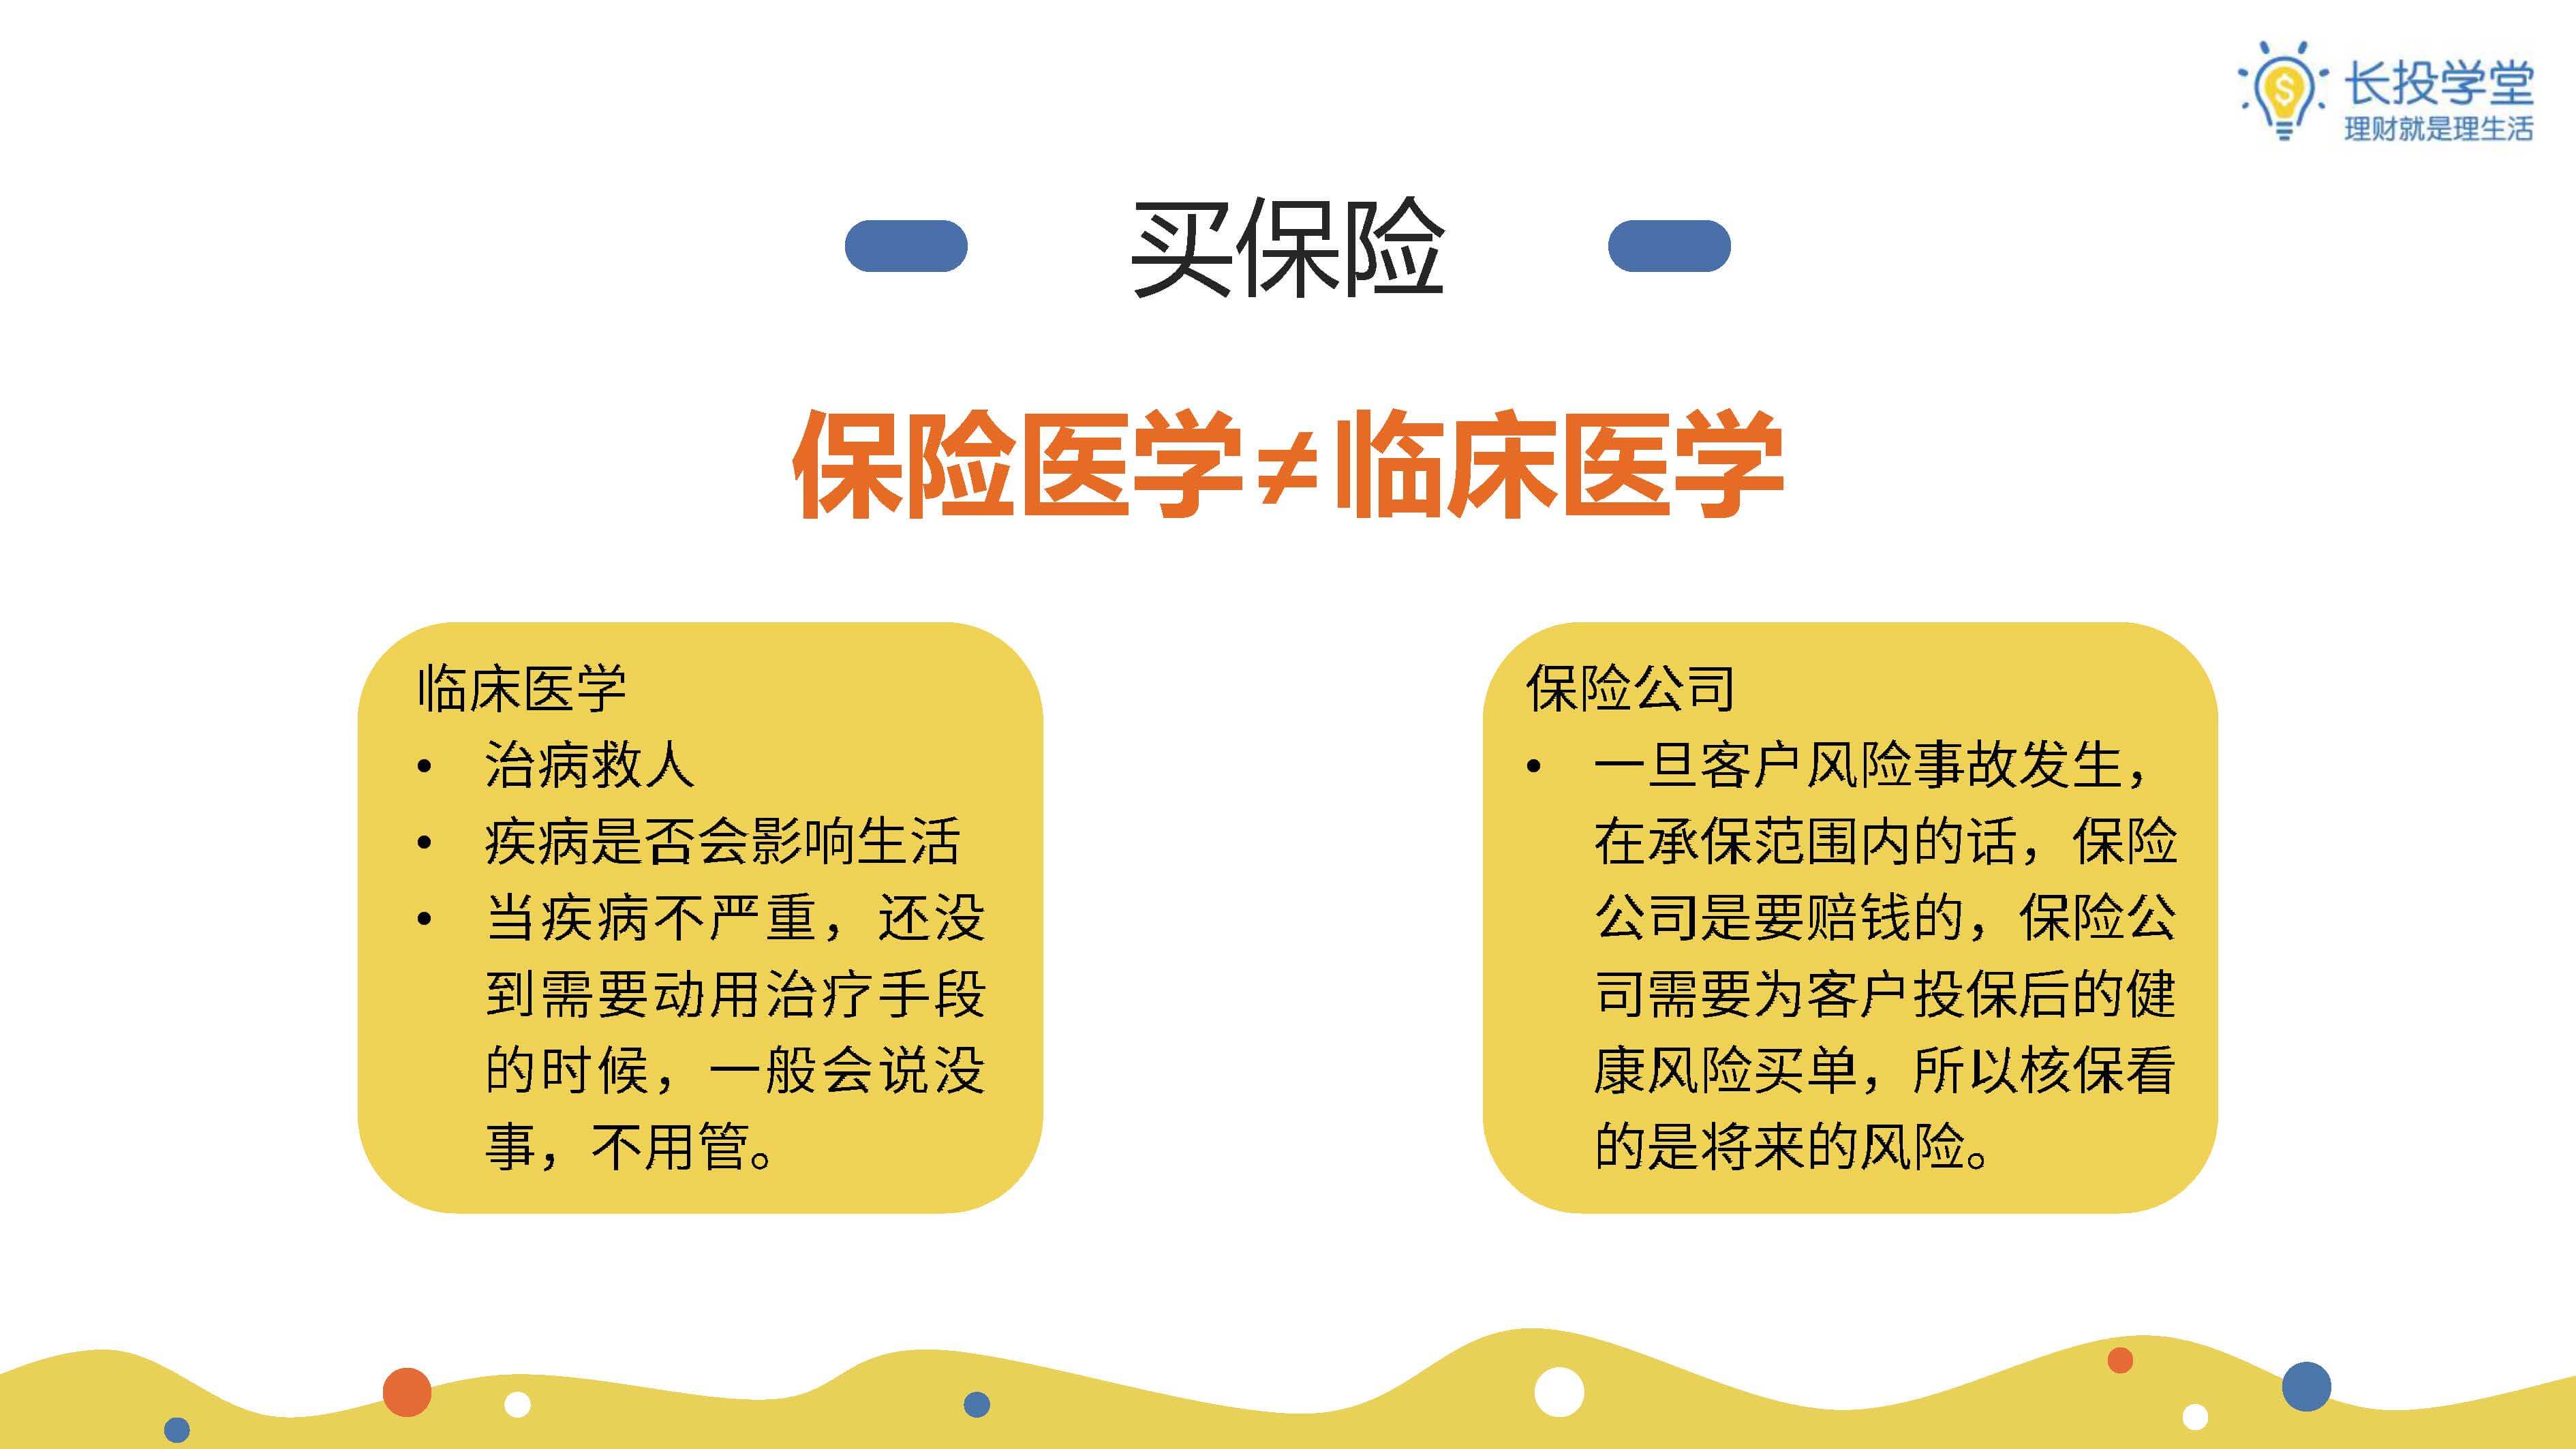 长投学堂
理财就是理生活
买保险
保险医学≠临床医学
临床医学
• 治病救人
• 疾病是否会影响生活
• 当疾病不严重，还没
到需要动用治疗手段
的时候，一般会说没
事，不用管。
保险公司
• 一旦客户风险事故发生，
在承保范围内的话，保险
公司是要赔钱的，保险公
司需要为客户投保后的健
康风险买单，所以核保看
的是将来的风险。